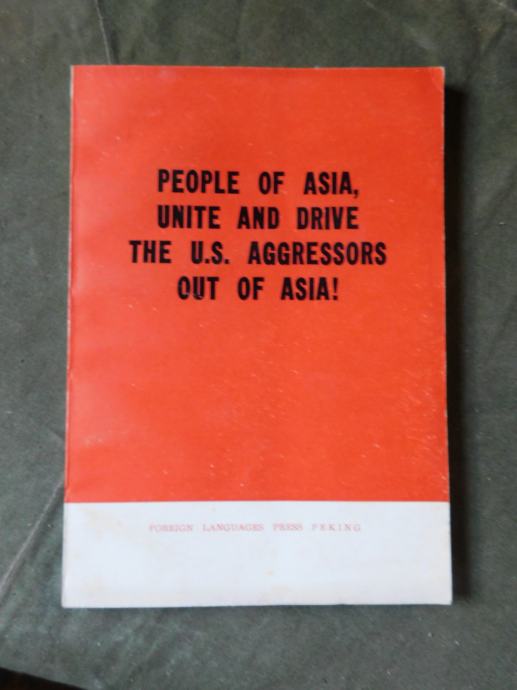 PEOPLE OF ASIA,
UNITE AND DRIVE
THE U.S. AGGRESSORS
OUT OF ASIA!
FOREIGN LANGUAGES PRESS PEKING